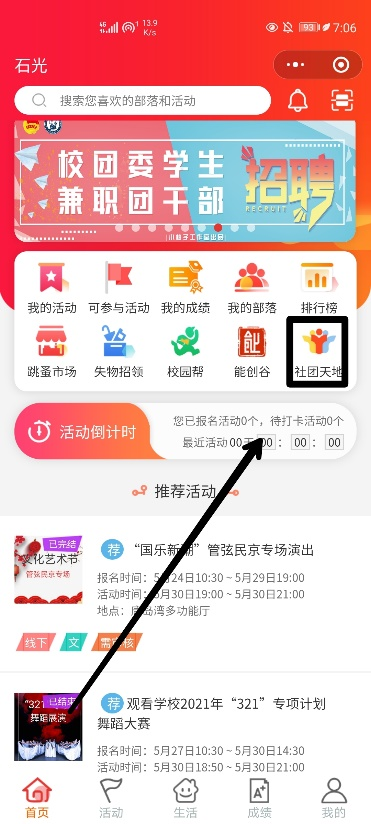 13.9
K/s
93
7:06
石光
搜索您喜欢的部落和活动
校团委学生
兼职团干部
招聘
RECRUIT
我的活动
可参与活动
我的成绩
我的部落
排行榜
跳蚤市场
失物招领
校园帮
能创谷
社团天地
活动倒计时
您已报名活动0个，待打卡活动0个
最近活动 00天 00 : 00 : 00
推荐活动
已完结
文化艺术节
管弦民京专场
荐 “国乐新潮”管弦民京专场演出
报名时间：5月24日10:30 ~ 5月29日19:00
活动时间：5月30日19:00 ~ 5月30日21:00
湾多功能厅
地点：
线下
文
需审核
“321
已结束
舞蹈展演
荐 观看学校2021年“321”专项计划
舞蹈大赛
报名时间：5月27日10:30 ~ 5月30日14:30
活动时间：5月30日18:50 ~ 5月30日21:00
首页
活动
生活
成绩
我的